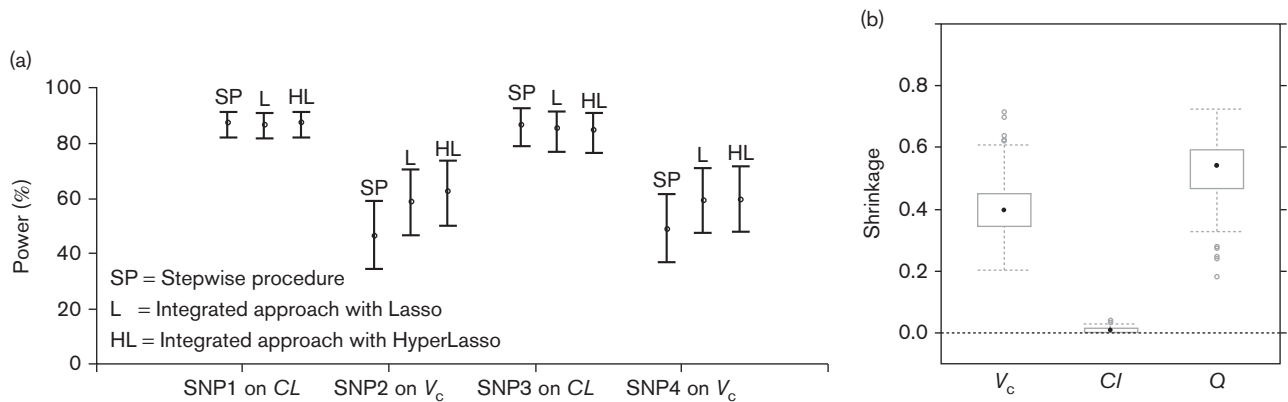 (a)
100
80
60
40
20
0
Power (%)
SP L HL
SP L HL
SP L HL
SP L HL
SP = Stepwise procedure
L = Integrated approach with Lasso
HL = Integrated approach with HyperLasso
SNP1 on CL SNP2 on Vc SNP3 on CL SNP4 on Vc
(b)
0.8
0.6
0.4
0.2
0.0
Shrinkage
Vc Cl Q